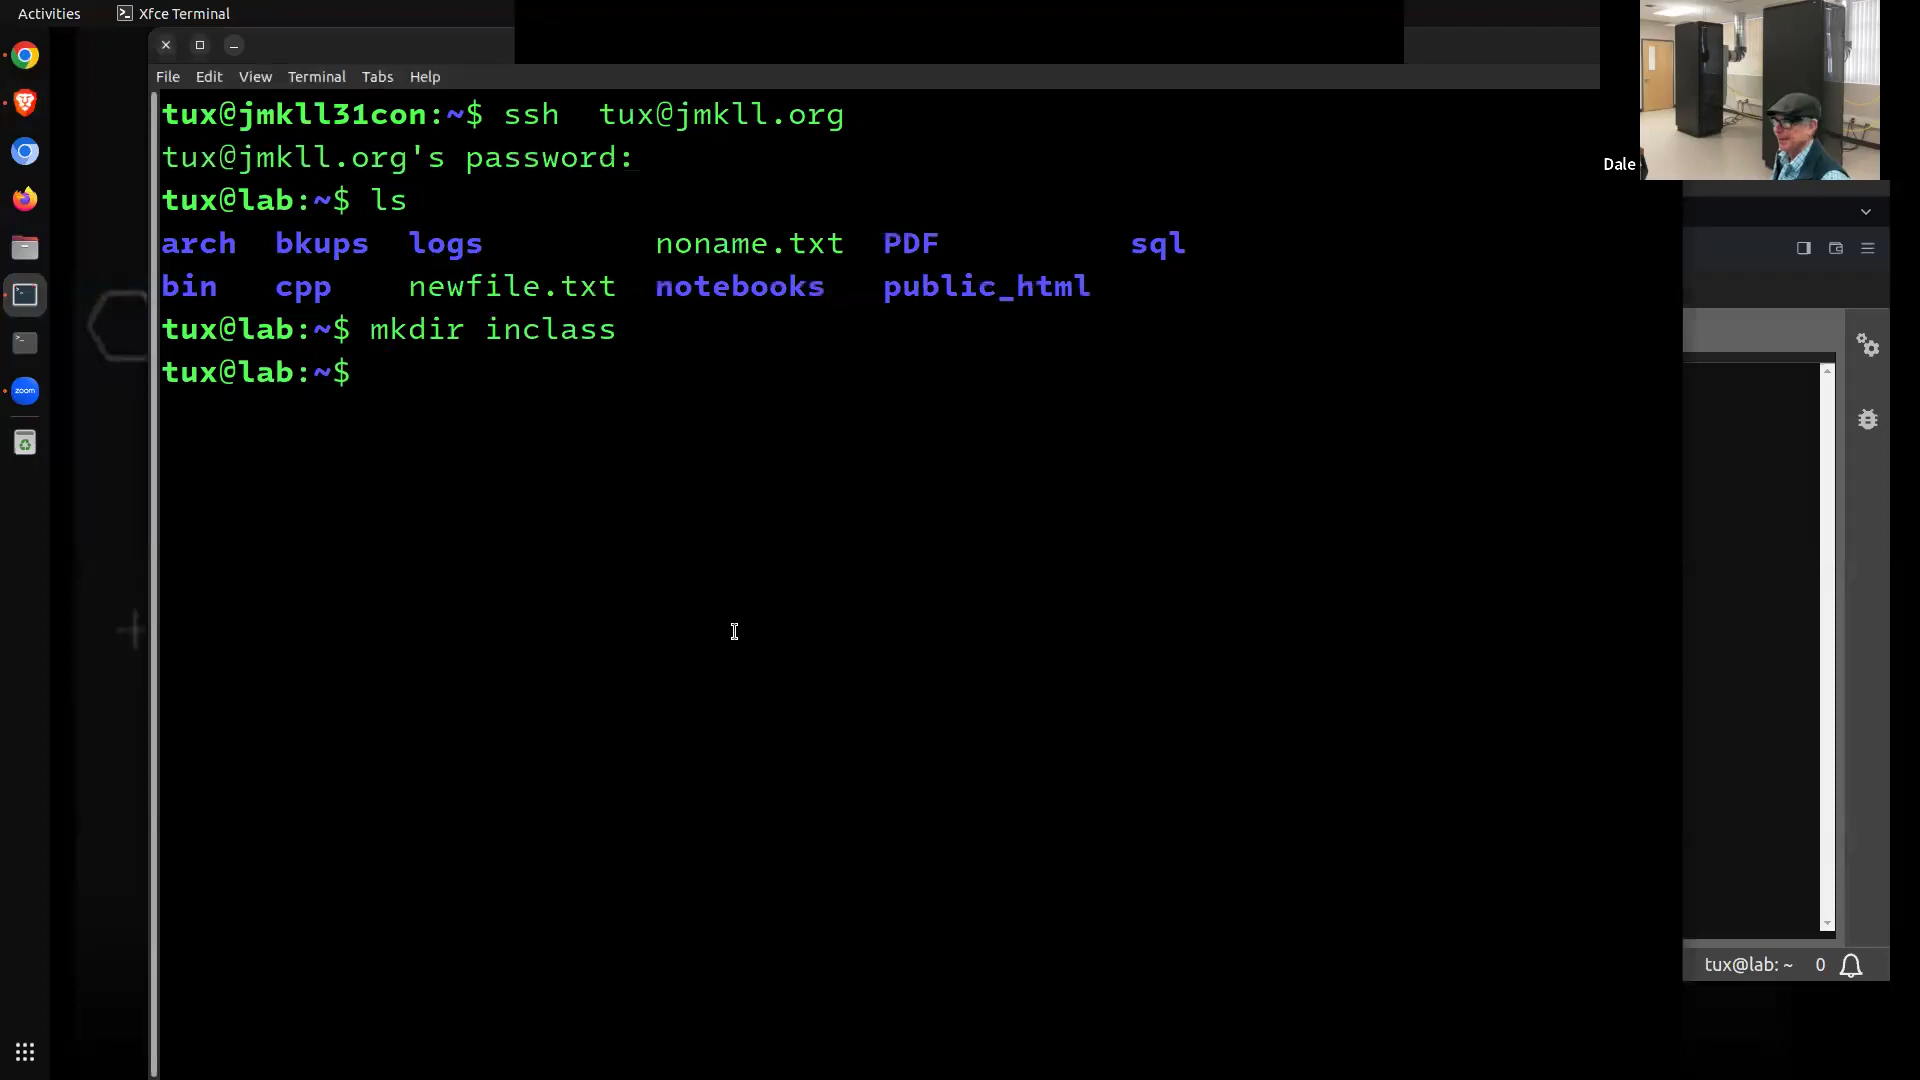 Activities Xfce Terminal
File Edit View Terminal Tabs Help
tux@jmkll31con:~$ ssh  tux@jmkll.org
tux@jmkll.org's password:
tux@lab:~$ ls
arch bkups logs noname.txt PDF sql
bin cpp newfile.txt notebooks public_html
tux@lab:~$ mkdir inclass
tux@lab:~$
Dale
zoom
tux@lab: ~ 0